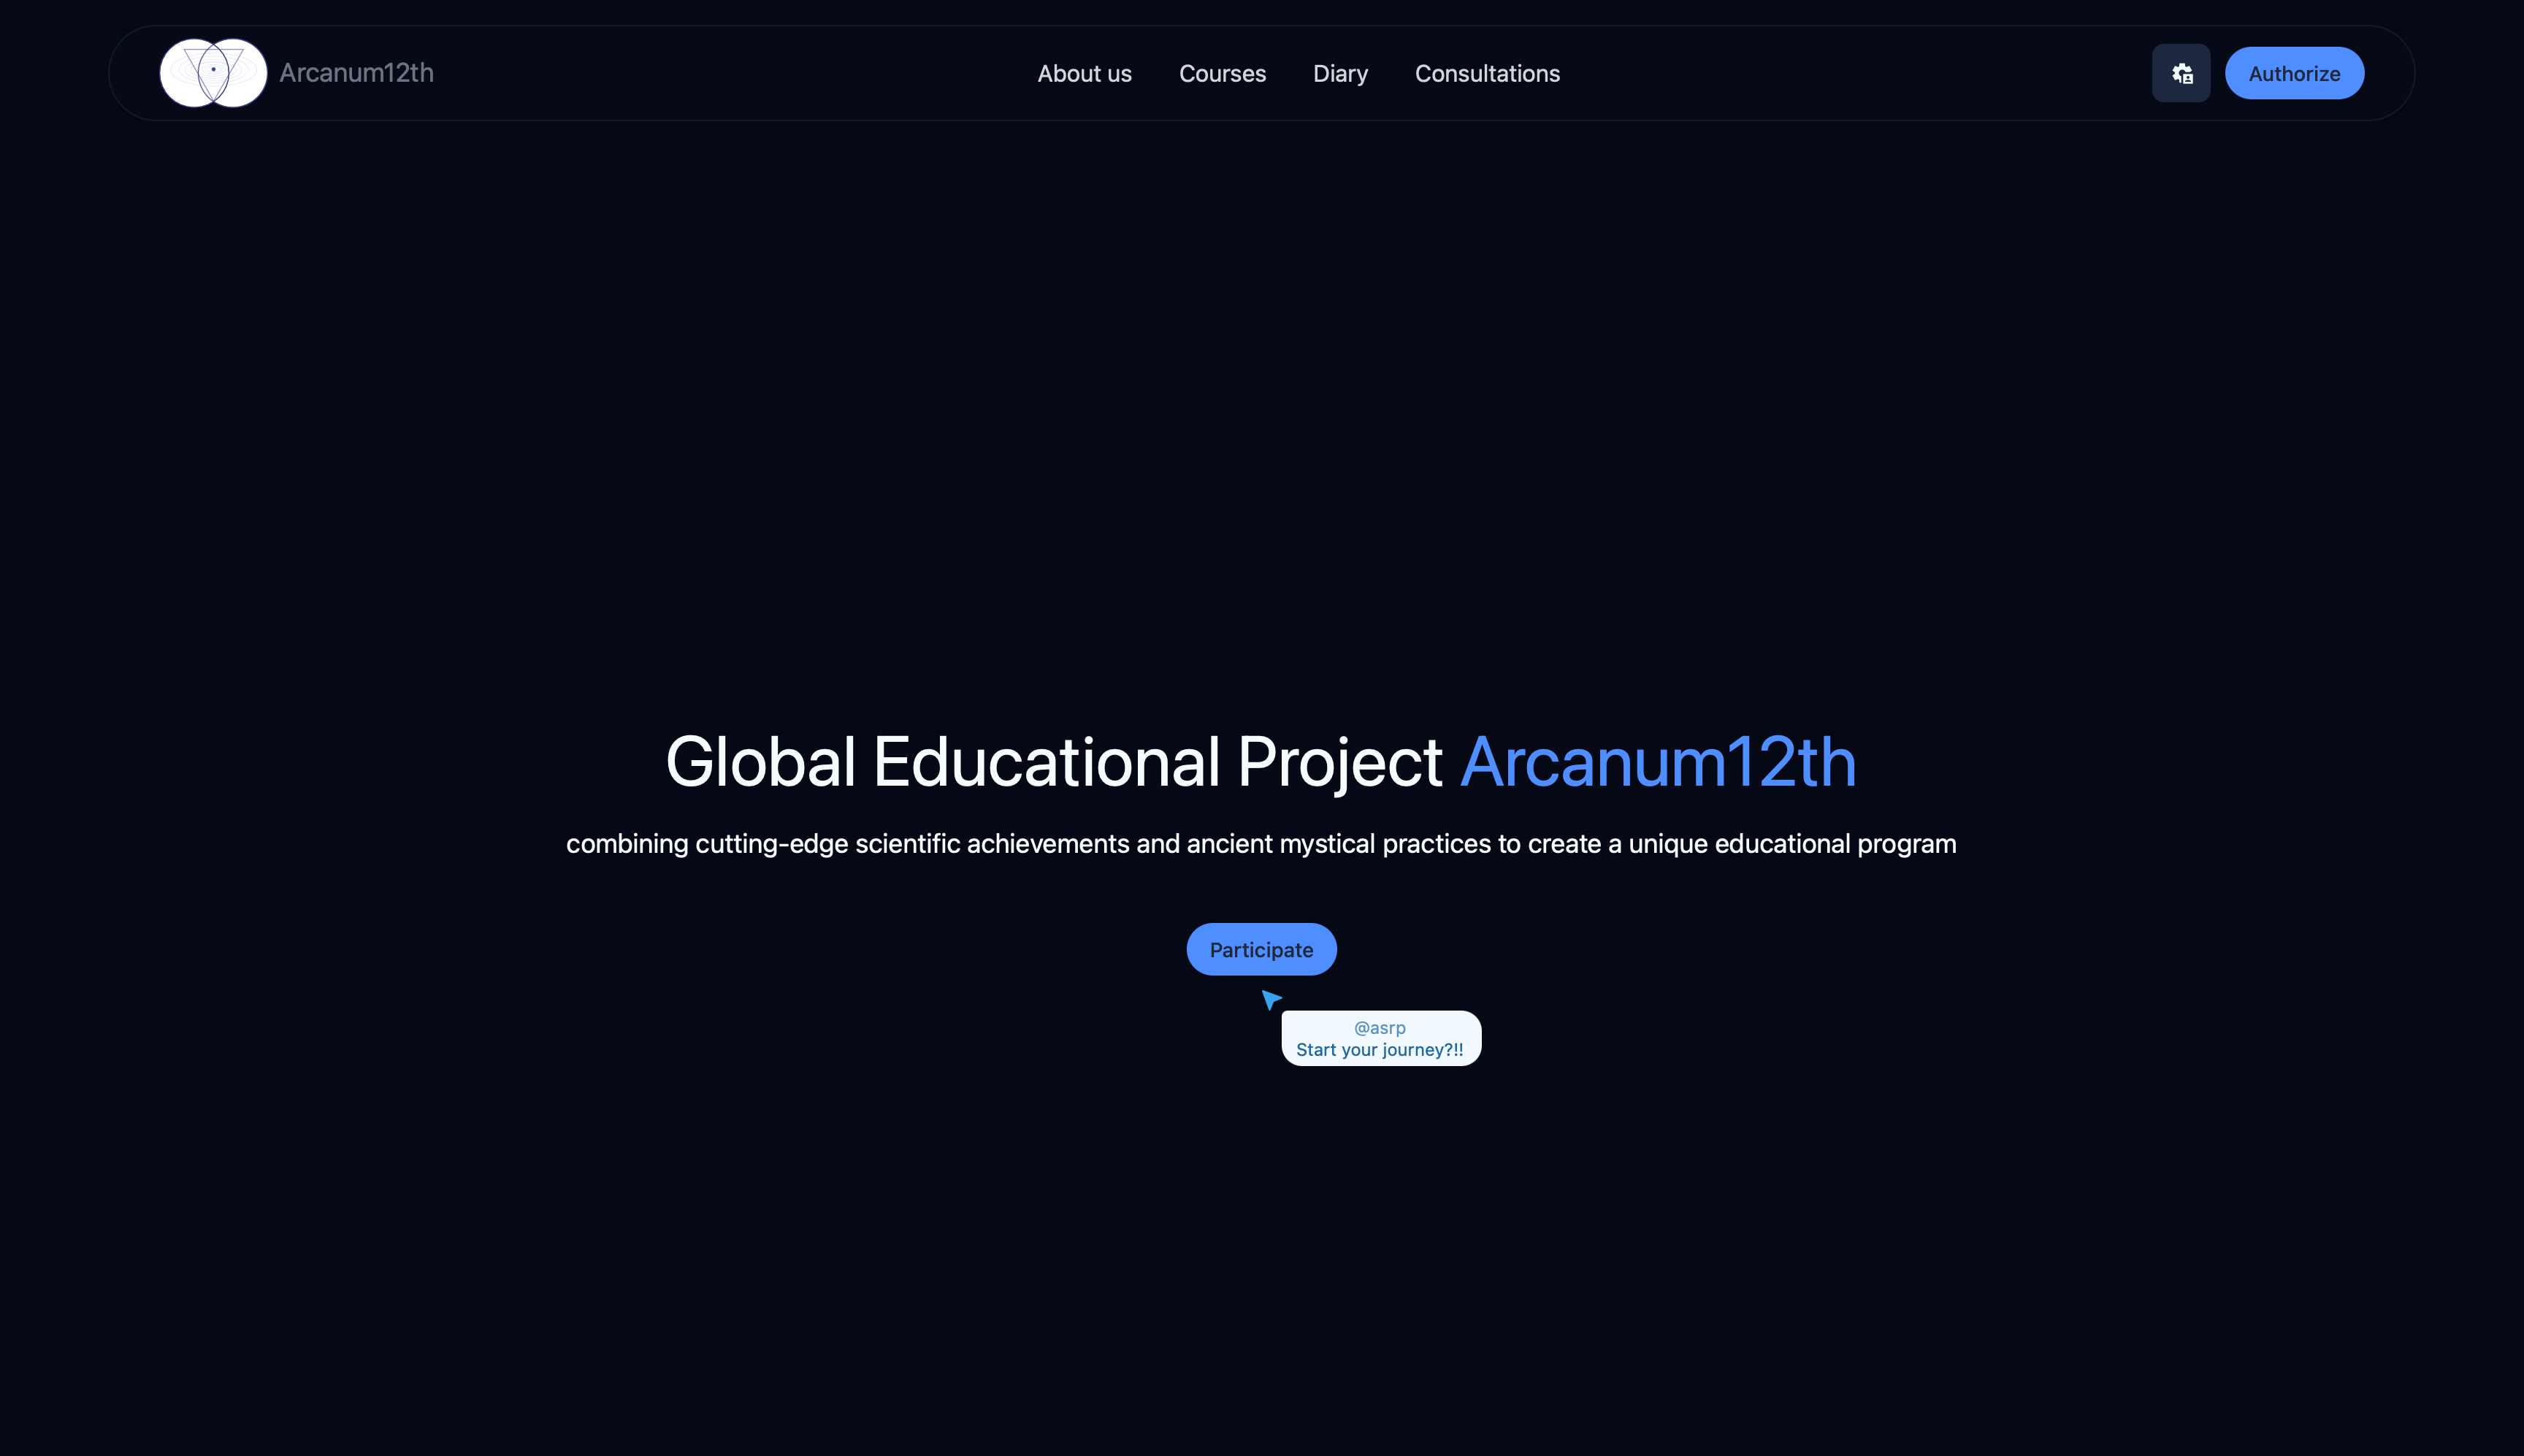 Arcanum12th
About us
Courses
Diary
Consultations
Authorize
Global Educational Project Arcanum12th
combining cutting-edge scientific achievements and ancient mystical practices to create a unique educational program
Participate
@asrp
Start your journey?!!